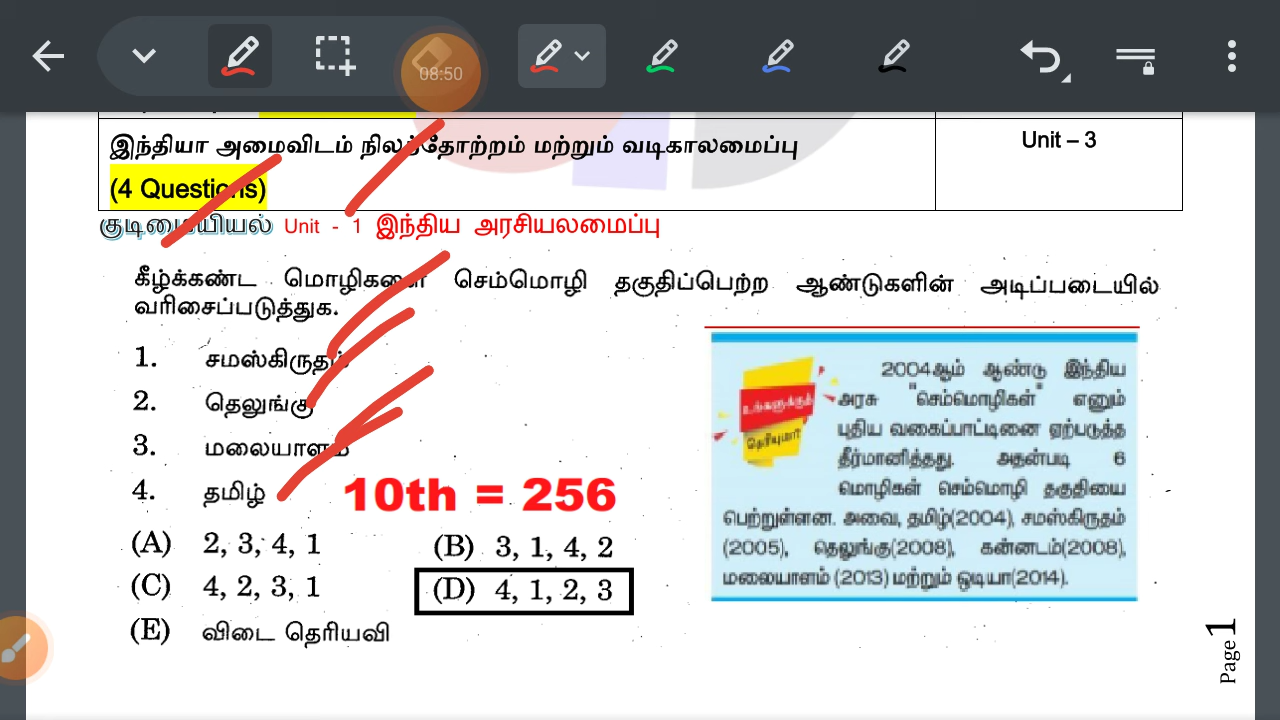 08:50
இந்தியா அமைவிடம் நிலத்தோற்றம் மற்றும் வடிகாலமைப்பு
(4 Questions)
Unit – 3
குடிமையியல் Unit - 1 இந்திய அரசியலமைப்பு
கீழ்க்கண்ட மொழிகளை செம்மொழி தகுதிப்பெற்ற ஆண்டுகளின் அடிப்படையில்
வரிசைப்படுத்துக.
1. சமஸ்கிருதம்
2. தெலுங்கு
3. மலையாளம்
4. தமிழ்
10th = 256
(A) 2, 3, 4, 1
(B) 3, 1, 4, 2
(C) 4, 2, 3, 1
(D) 4, 1, 2, 3
(E) விடை தெரியவி
உங்களுக்குத்
தெரியுமா?
2004ஆம் ஆண்டு இந்திய
அரசு "செம்மொழிகள்" எனும்
புதிய வகைப்பாட்டினை ஏற்படுத்த
தீர்மானித்தது. அதன்படி 6
மொழிகள் செம்மொழி தகுதியை
பெற்றுள்ளன. அவை, தமிழ்(2004), சமஸ்கிருதம்
(2005), தெலுங்கு(2008), கன்னடம்(2008),
மலையாளம் (2013) மற்றும் ஒடியா(2014).
Page 1